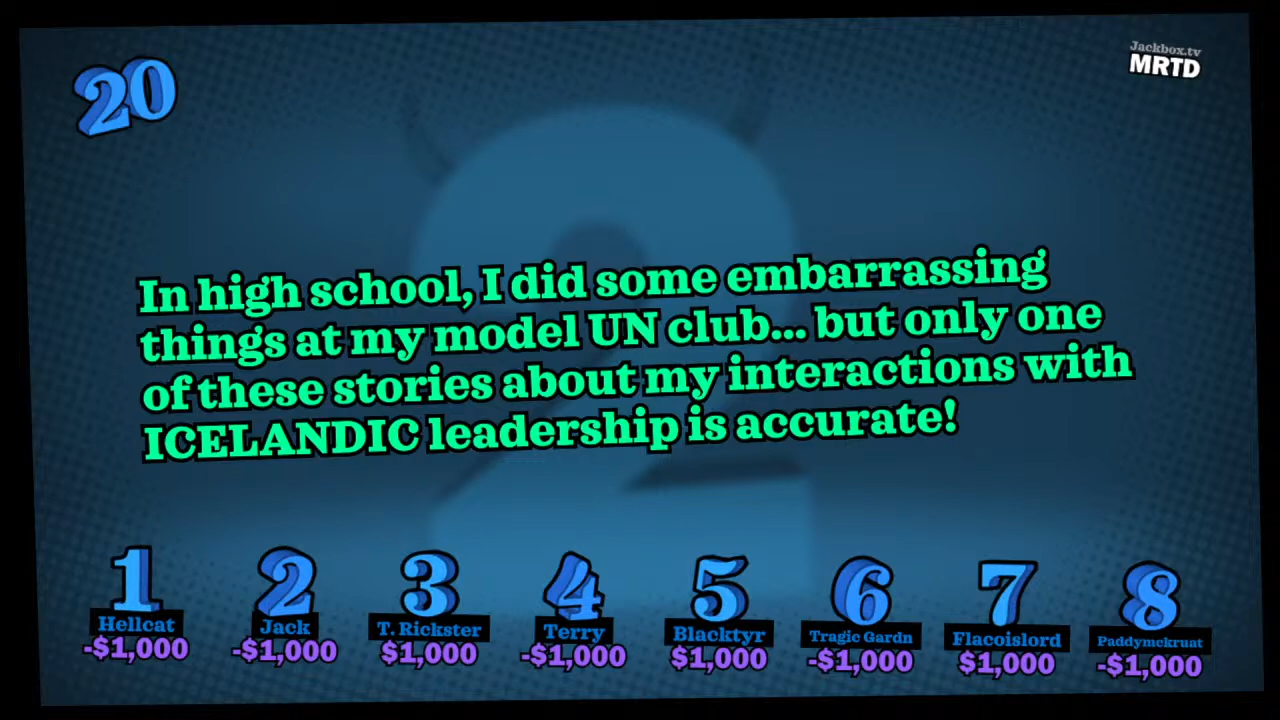 20
Jackbox.tv
MRTD
In high school, I did some embarrassing
things at my model UN club... but only one
of these stories about my interactions with
ICELANDIC leadership is accurate!
1 2 3 4 5 6 7 8
Hellcat Jack T. Rickster Terry Blacktyr Tragic Gardn Flacoislord Paddymckruat
-$1,000 -$1,000 $1,000 -$1,000 $1,000 -$1,000 $1,000 -$1,000